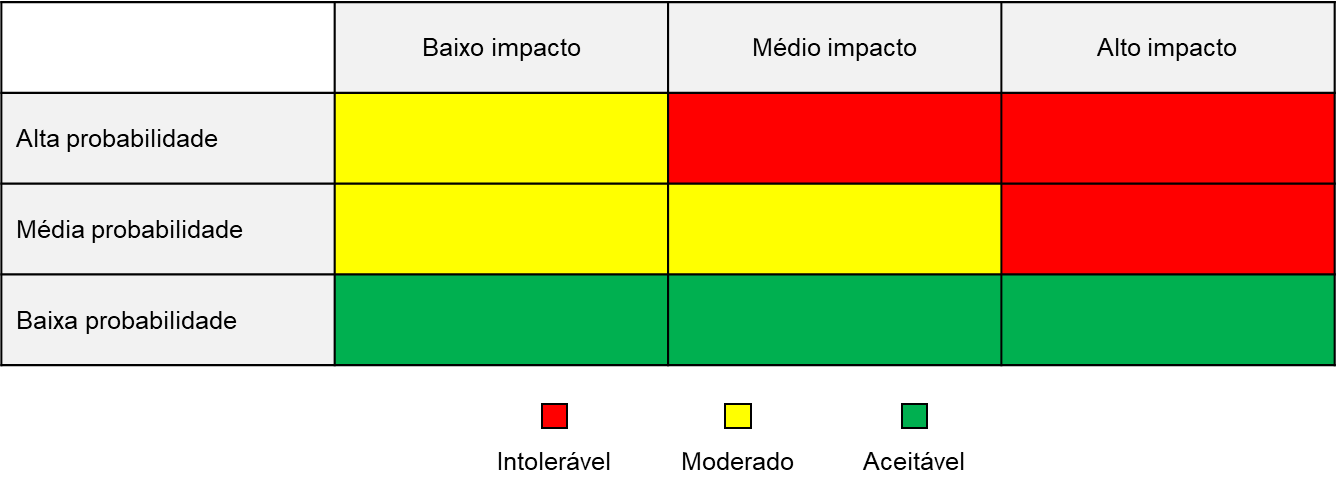 Baixo impacto Médio impacto Alto impacto
Alta probabilidade
Média probabilidade
Baixa probabilidade
Intolerável Moderado Aceitável